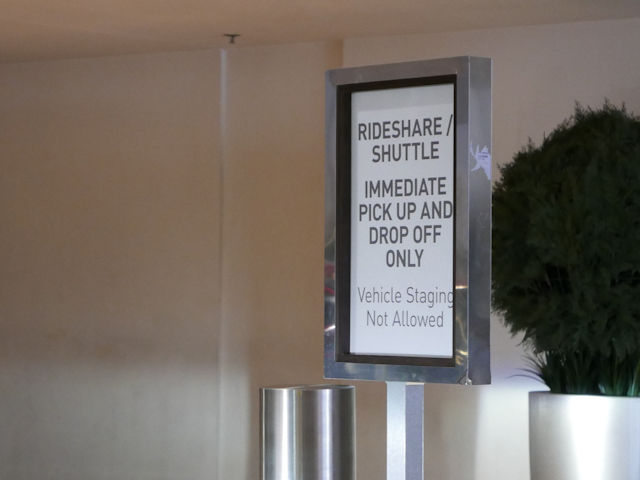 RIDESHARE /
SHUTTLE
IMMEDIATE
PICK UP AND
DROP OFF
ONLY
Vehicle Staging
Not Allowed